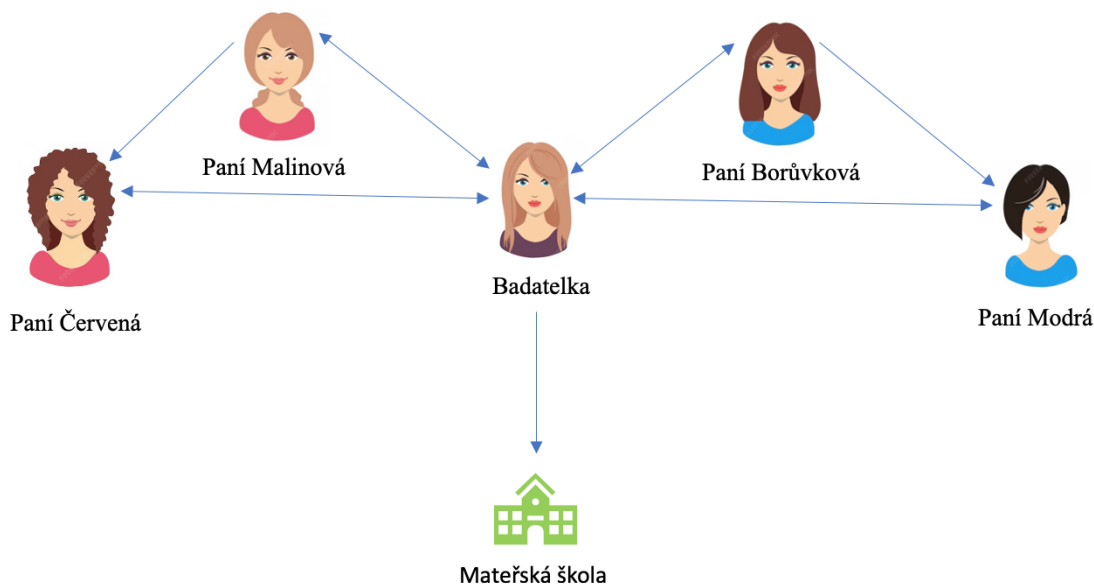 Paní Malinová
Paní Borůvková
Paní Červená
Badatelka
Paní Modrá
Mateřská škola